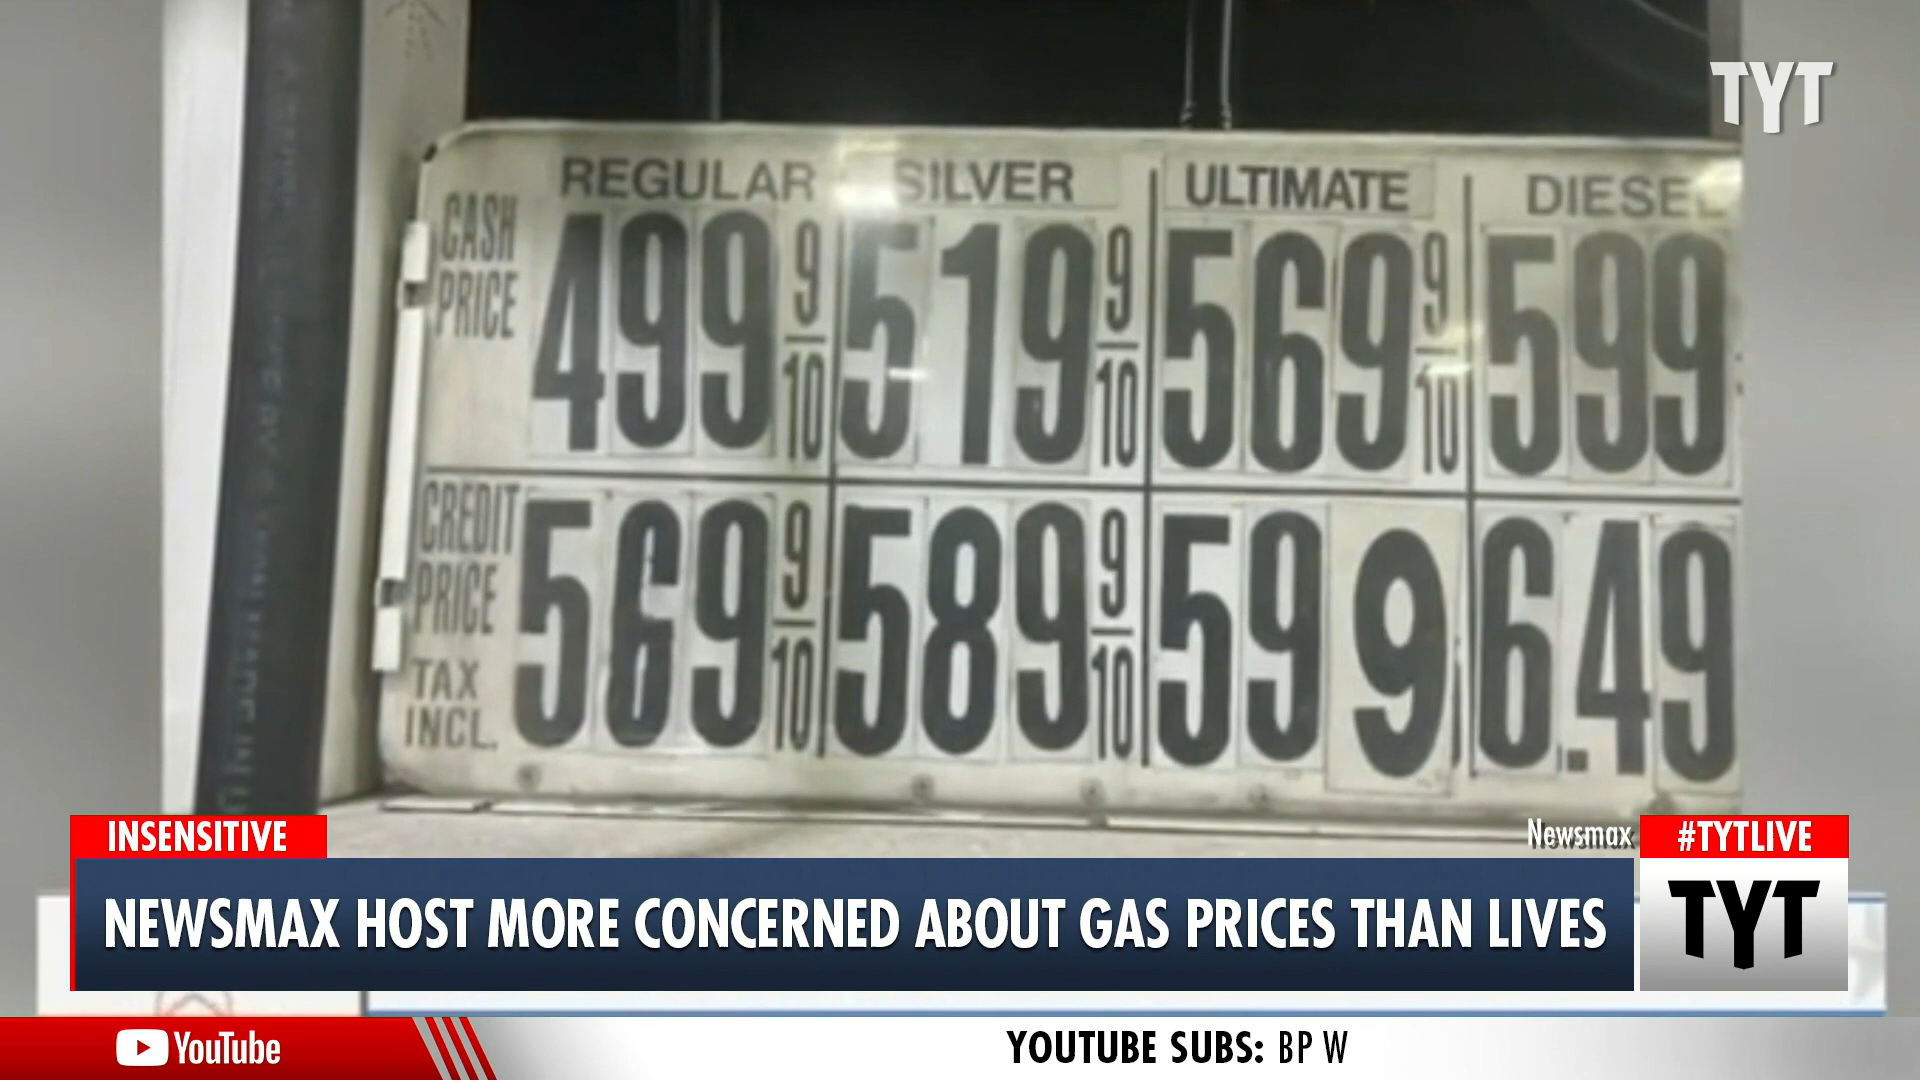 TYT
REGULAR SILVER ULTIMATE DIESEL
CASH PRICE 499 9/10 519 9/10 569 9/10 599
CREDIT PRICE TAX INCL. 569 9/10 589 9/10 59 9 6.49
INSENSITIVE
Newsmax
#TYTLIVE
NEWSMAX HOST MORE CONCERNED ABOUT GAS PRICES THAN LIVES
TYT
YouTube
YOUTUBE SUBS: BP W